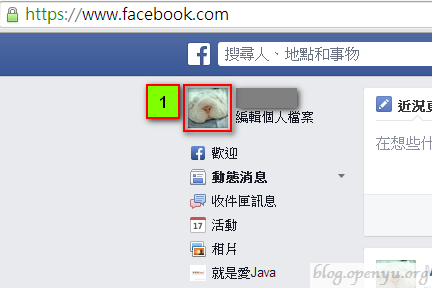 https://www.facebook.com
f 搜尋人、地點和事物
1
編輯個人檔案
近況
歡迎
在想些什
動態消息
收件匣訊息
17 活動
相片
就是愛Java
blog.openyu.org